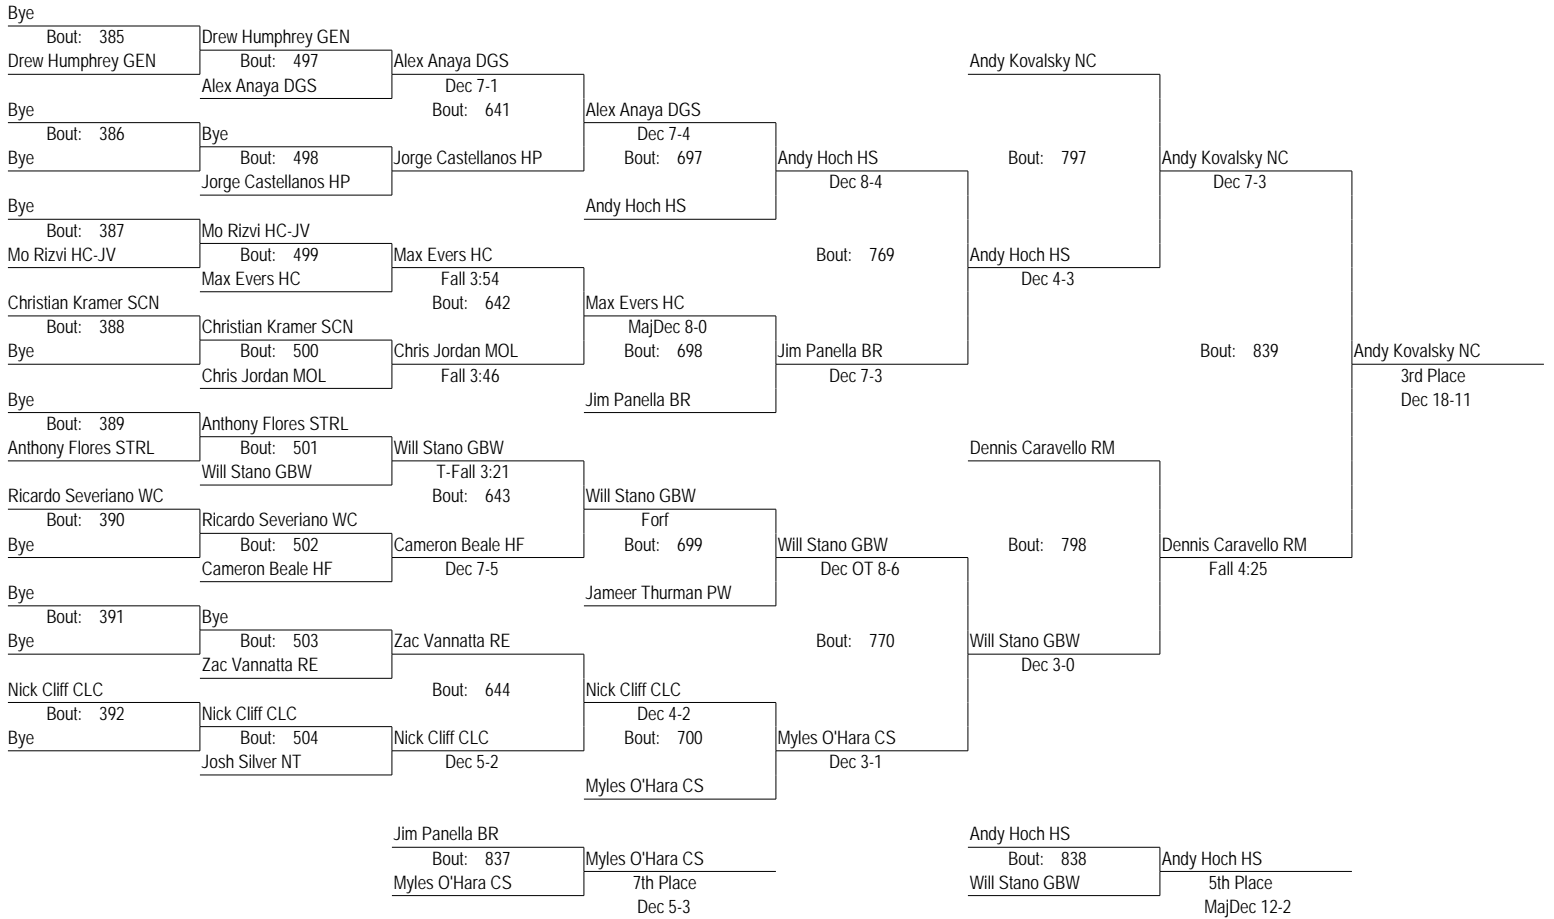 Bye
Bout: 385 Drew Humphrey GEN
Drew Humphrey GEN Bout: 497 Alex Anaya DGS Andy Kovalsky NC
Alex Anaya DGS Dec 7-1
Bye Bout: 641 Alex Anaya DGS
Bout: 386 Bye Dec 7-4
Bye Bout: 498 Jorge Castellanos HP Bout: 697 Andy Hoch HS Bout: 797 Andy Kovalsky NC
Jorge Castellanos HP Dec 8-4 Dec 7-3
Bye Andy Hoch HS
Bout: 387 Mo Rizvi HC-JV
Mo Rizvi HC-JV Bout: 499 Max Evers HC Bout: 769 Andy Hoch HS
Max Evers HC Fall 3:54 Dec 4-3
Christian Kramer SCN Bout: 642 Max Evers HC
Bout: 388 Christian Kramer SCN MajDec 8-0
Bye Bout: 500 Chris Jordan MOL Bout: 698 Jim Panella BR Bout: 839 Andy Kovalsky NC
Chris Jordan MOL Fall 3:46 Dec 7-3 3rd Place
Bye Jim Panella BR Dec 18-11
Bout: 389 Anthony Flores STRL
Anthony Flores STRL Bout: 501 Will Stano GBW Dennis Caravello RM
Will Stano GBW T-Fall 3:21
Ricardo Severiano WC Bout: 643 Will Stano GBW
Bout: 390 Ricardo Severiano WC Forf
Bye Bout: 502 Cameron Beale HF Bout: 699 Will Stano GBW Bout: 798 Dennis Caravello RM
Cameron Beale HF Dec 7-5 Dec OT 8-6 Fall 4:25
Bye Jameer Thurman PW
Bout: 391 Bye
Bye Bout: 503 Zac Vannatta RE Bout: 770 Will Stano GBW
Zac Vannatta RE Dec 3-0
Nick Cliff CLC Bout: 644 Nick Cliff CLC
Bout: 392 Nick Cliff CLC Dec 4-2
Bye Bout: 504 Nick Cliff CLC Bout: 700 Myles O'Hara CS
Josh Silver NT Dec 5-2 Dec 3-1
Myles O'Hara CS
Jim Panella BR Andy Hoch HS
Bout: 837 Myles O'Hara CS Bout: 838 Andy Hoch HS
Myles O'Hara CS 7th Place Will Stano GBW 5th Place
Dec 5-3 MajDec 12-2